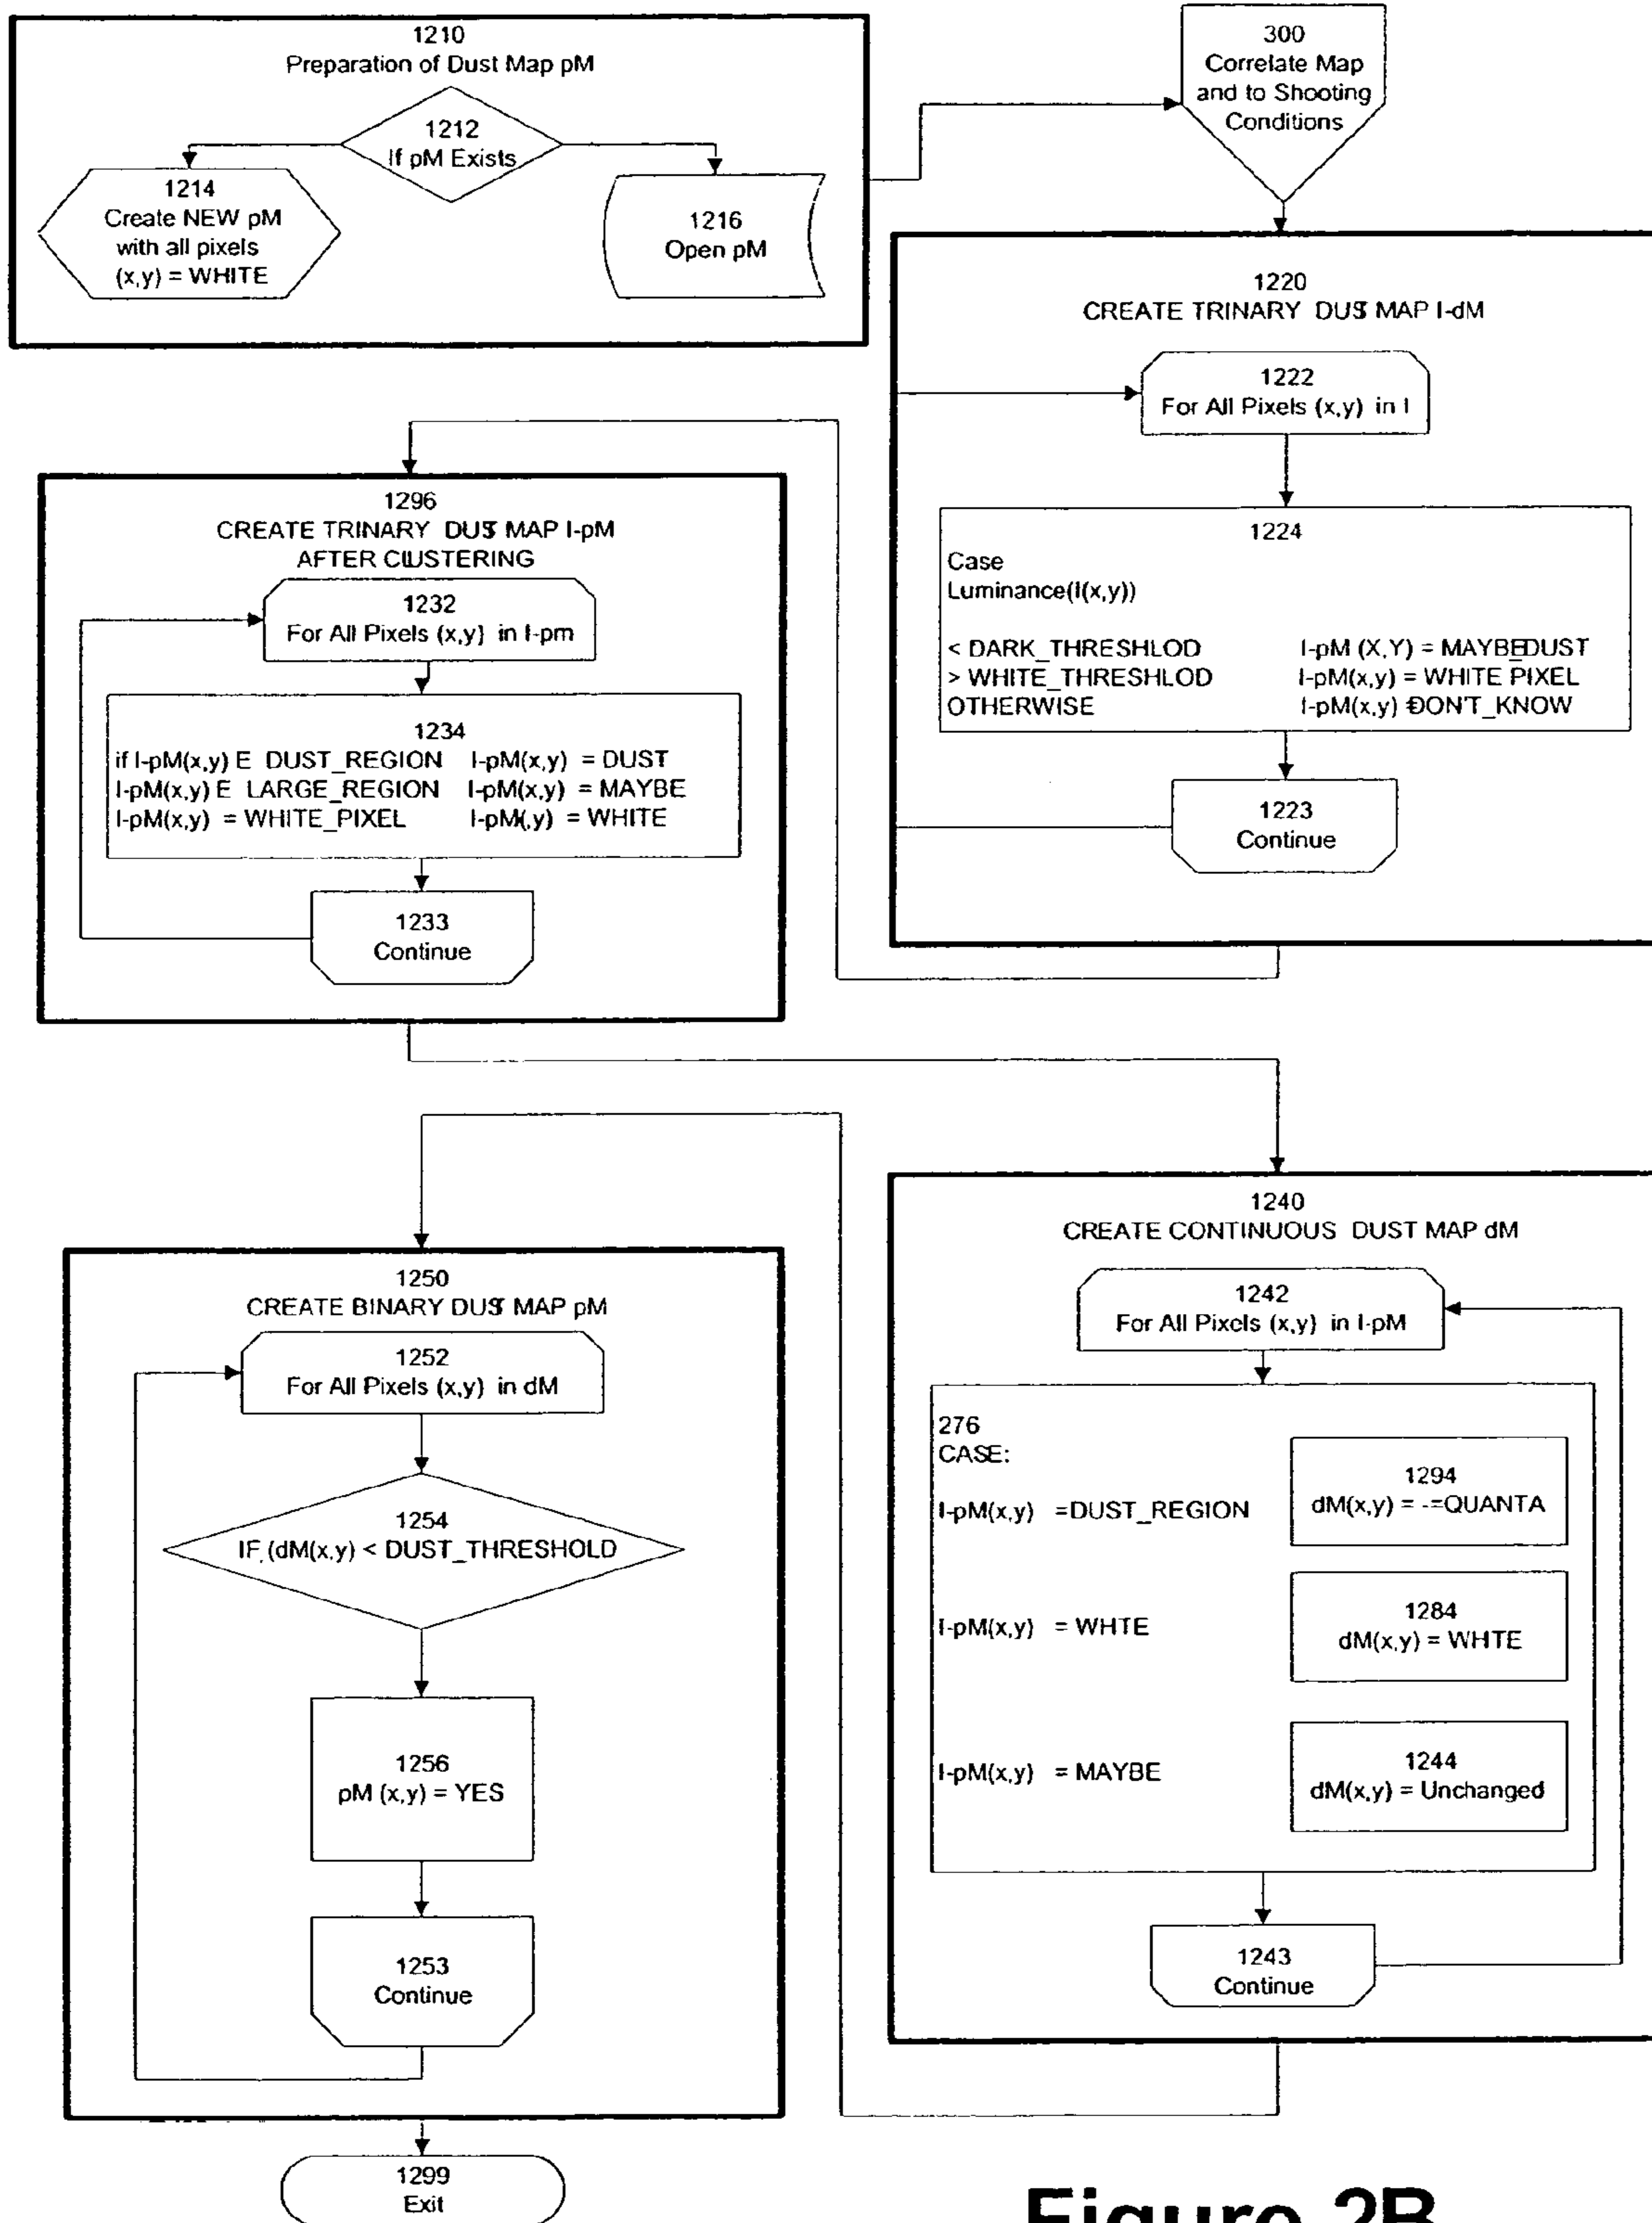 1210
Preparation of Dust Map pM
1212
If pM Exists
1214
Create NEW pM
with all pixels
(x,y) = WHITE
1216
Open pM
300
Correlate Map
and to Shooting
Conditions
1220
CREATE TRINARY DUST MAP I-dM
1222
For All Pixels (x,y) in I
1224
Case
Luminance(I(x,y))
< DARK_THRESHLOD I-pM (X,Y) = MAYBE_DUST
> WHITE_THRESHLOD I-pM(x,y) = WHITE PIXEL
OTHERWISE I-pM(x,y) =DON'T_KNOW
1223
Continue
1296
CREATE TRINARY DUST MAP I-pM
AFTER CLUSTERING
1232
For All Pixels (x,y) in I-pm
1234
if I-pM(x,y) E DUST_REGION I-pM(x,y) = DUST
I-pM(x,y) E LARGE_REGION I-pM(x,y) = MAYBE
I-pM(x,y) = WHITE_PIXEL I-pM(,y) = WHITE
1233
Continue
1240
CREATE CONTINUOUS DUST MAP dM
1242
For All Pixels (x,y) in I-pM
276
CASE:
I-pM(x,y) =DUST_REGION
1294
dM(x,y) = -=QUANTA
I-pM(x,y) = WHTE
1284
dM(x,y) = WHTE
I-pM(x,y) = MAYBE
1244
dM(x,y) = Unchanged
1243
Continue
1250
CREATE BINARY DUST MAP pM
1252
For All Pixels (x,y) in dM
1254
IF (dM(x,y) < DUST_THRESHOLD
1256
pM (x,y) = YES
1253
Continue
1299
Exit
Figure 2B